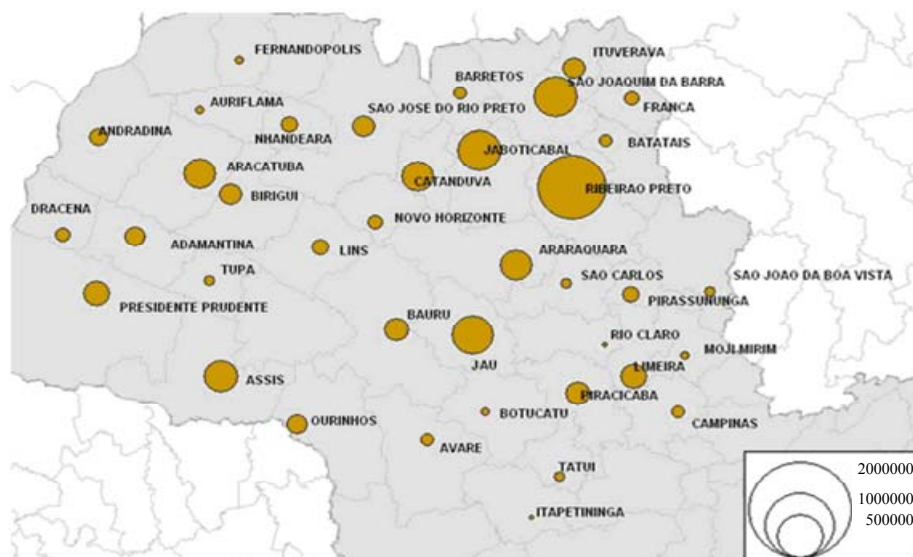 FERNANDOPOLIS
ITUVERAVA
BARRETOS
SAO JOAQUIM DA BARRA
AURIFLAMA
SAO JOSE DO RIO PRETO
FRANCA
ANDRADINA
NHANDEARA
BATATAIS
JABOTICABAL
ARACATUBA
CATANDUVA
RIBEIRAO PRETO
BIRIGUI
DRACENA
NOVO HORIZONTE
ADAMANTINA
LINS
ARARAQUARA
TUPA
SAO CARLOS
SAO JOAO DA BOA VISTA
PRESIDENTE PRUDENTE
PIRASSUNUNGA
BAURU
RIO CLARO
MOJI.MIRIM
JAU
LIMEIRA
ASSIS
PIRACICABA
OURINHOS
BOTUCATU
CAMPINAS
AVARE
TATUI
2000000
1000000
ITAPETININGA
500000